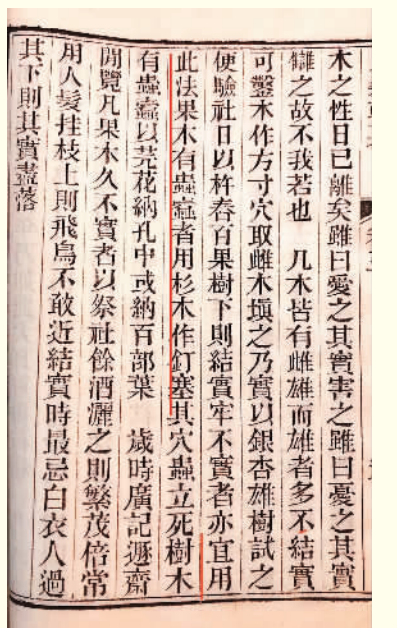 木之性日已離矣雖曰愛之其實害之雖曰憂之其實
讎之故不我若也　凡木皆有雌雄而雄者多不結實
可鑿木作方寸穴取雌木塡之乃實以銀杏雄樹試之
便驗社日以杵舂百果樹下則結實牢不實者亦宜用
此法果木有蟲蠹者用杉木作釘塞其穴蟲立死樹木
有蟲蠹以芫花納孔中或納百部葉　歲時廣記遯齋
閒覽凡果木久不實者以祭社餘酒灑之則繁茂倍常
用人髮挂枝上則飛鳥不敢近結實時最忌白衣人過
其下則其實盡落